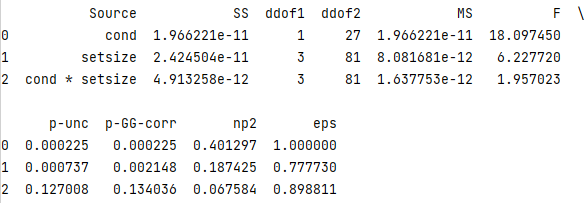 Source SS ddof1 ddof2 MS F \
0 cond 1.966221e-11 1 27 1.966221e-11 18.097450
1 setsize 2.424504e-11 3 81 8.081681e-12 6.227720
2 cond * setsize 4.913258e-12 3 81 1.637753e-12 1.957023
p-unc p-GG-corr np2 eps
0 0.000225 0.000225 0.401297 1.000000
1 0.000737 0.002148 0.187425 0.777730
2 0.127008 0.134036 0.067584 0.898811